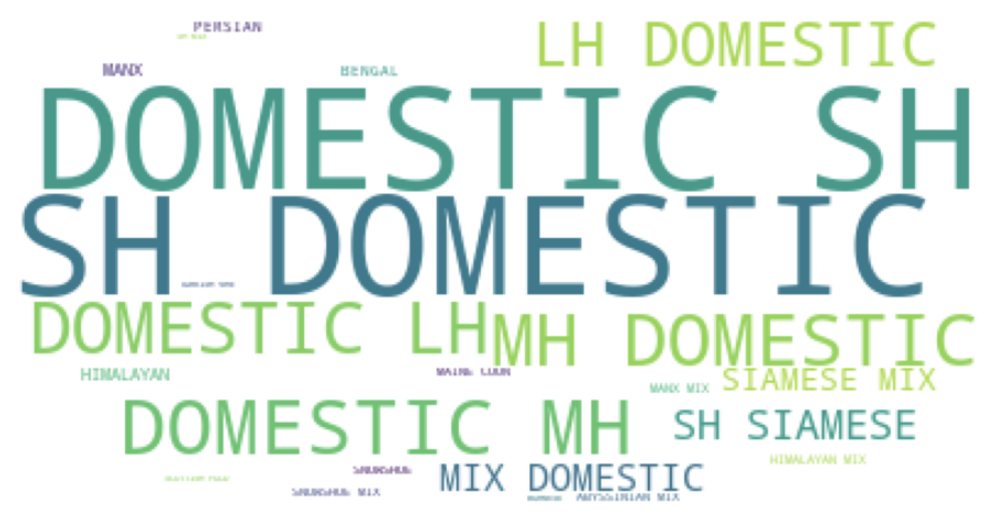 PERSIAN
LH DOMESTIC
MANX
BENGAL
DOMESTIC SH
SH DOMESTIC
DOMESTIC LH
MH DOMESTIC
HIMALAYAN
MAINE COON
SIAMESE MIX
MANX MIX
DOMESTIC MH
SH SIAMESE
HIMALAYAN MIX
SNOWSHOE
MIX DOMESTIC
SNOWSHOE MIX
ABYSSINIAN MIX